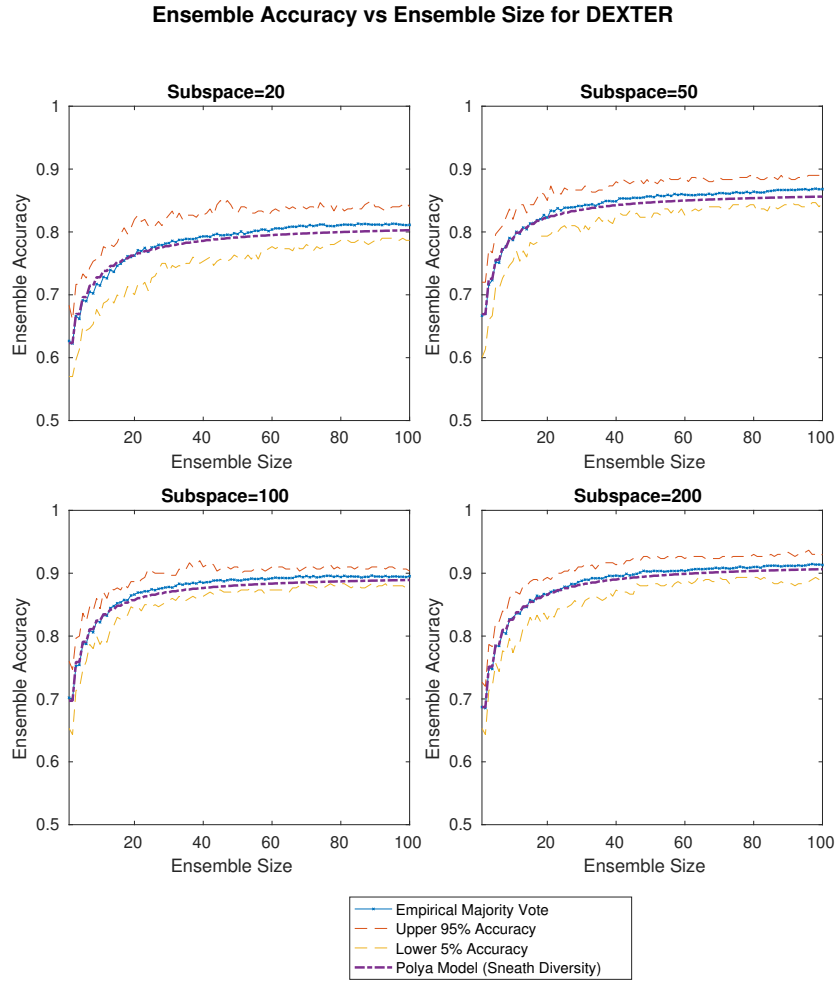 Ensemble Accuracy vs Ensemble Size for DEXTER
Subspace=20
1
0.9
0.8
0.7
0.6
0.5
Ensemble Accuracy
20 40 60 80 100
Ensemble Size
Subspace=50
1
0.9
0.8
0.7
0.6
0.5
Ensemble Accuracy
20 40 60 80 100
Ensemble Size
Subspace=100
1
0.9
0.8
0.7
0.6
0.5
Ensemble Accuracy
20 40 60 80 100
Ensemble Size
Subspace=200
1
0.9
0.8
0.7
0.6
0.5
Ensemble Accuracy
20 40 60 80 100
Ensemble Size
Empirical Majority Vote
Upper 95% Accuracy
Lower 5% Accuracy
Polya Model (Sneath Diversity)